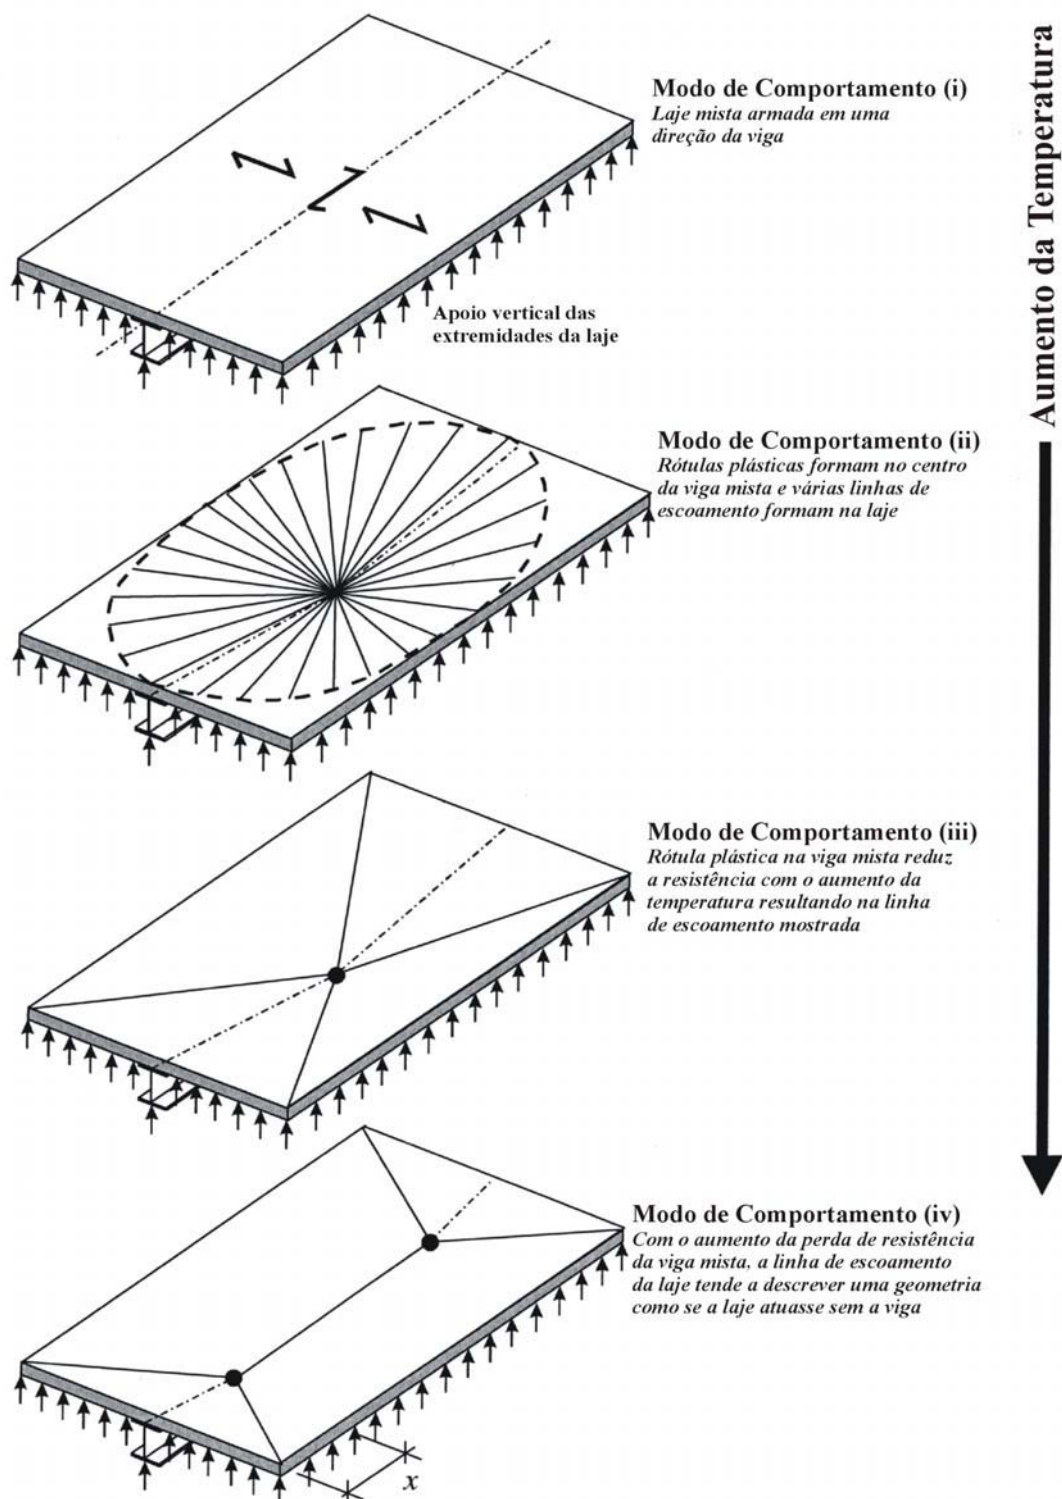 Aumento da Temperatura
Modo de Comportamento (i)
Laje mista armada em uma
direção da viga
Apoio vertical das
extremidades da laje
Modo de Comportamento (ii)
Rótulas plásticas formam no centro
da viga mista e várias linhas de
escoamento formam na laje
Modo de Comportamento (iii)
Rótula plástica na viga mista reduz
a resistência com o aumento da
temperatura resultando na linha
de escoamento mostrada
Modo de Comportamento (iv)
Com o aumento da perda de resistência
da viga mista, a linha de escoamento
da laje tende a descrever uma geometria
como se a laje atuasse sem a viga
x